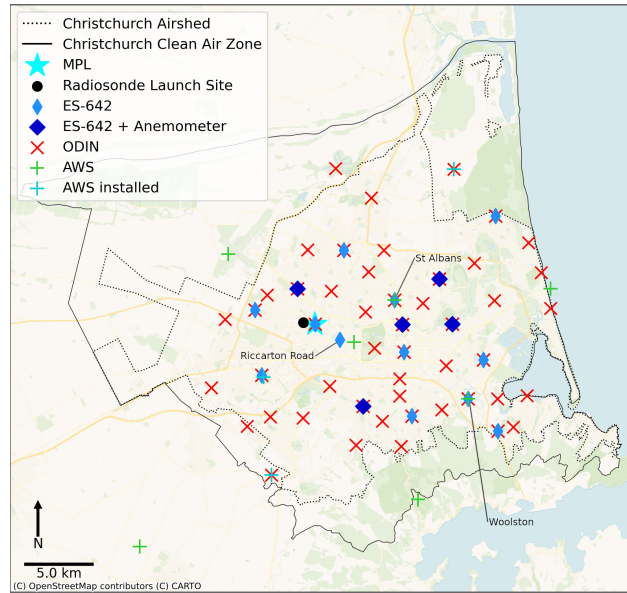 Christchurch Airshed
Christchurch Clean Air Zone
MPL
Radiosonde Launch Site
ES-642
ES-642 + Anemometer
ODIN
AWS
AWS installed
St Albans
Riccarton Road
Woolston
N
5.0 km
(C) OpenStreetMap contributors (C) CARTO